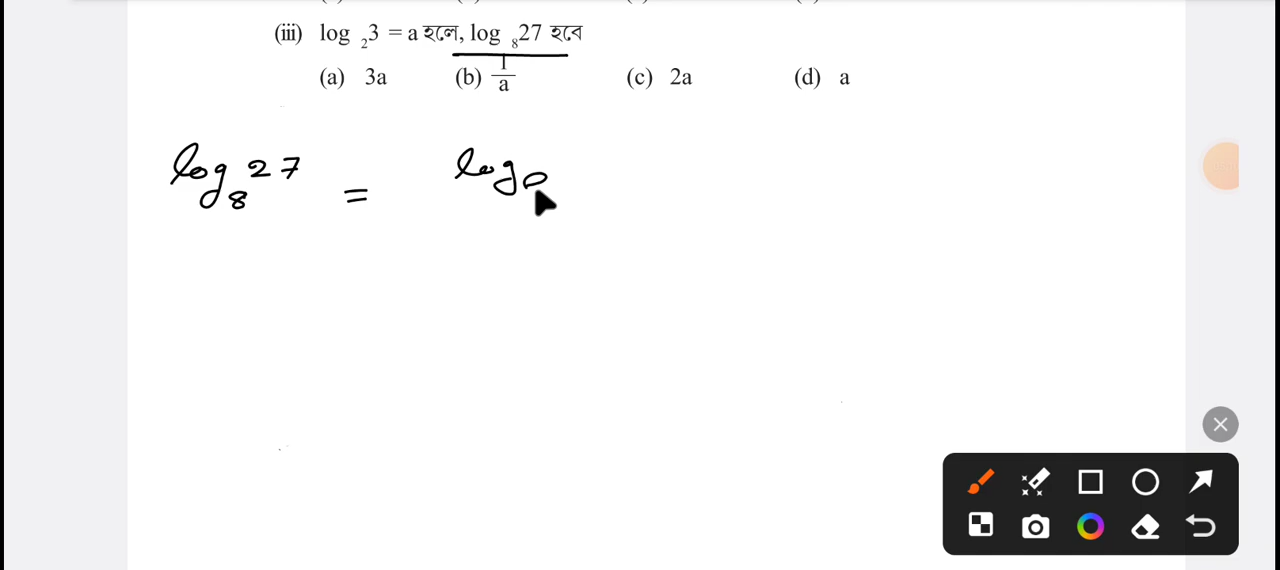 (iii) log ₂3 = a হলে, log ₈27 হবে
(a) 3a (b) 1/a (c) 2a (d) a
log₈27 = log